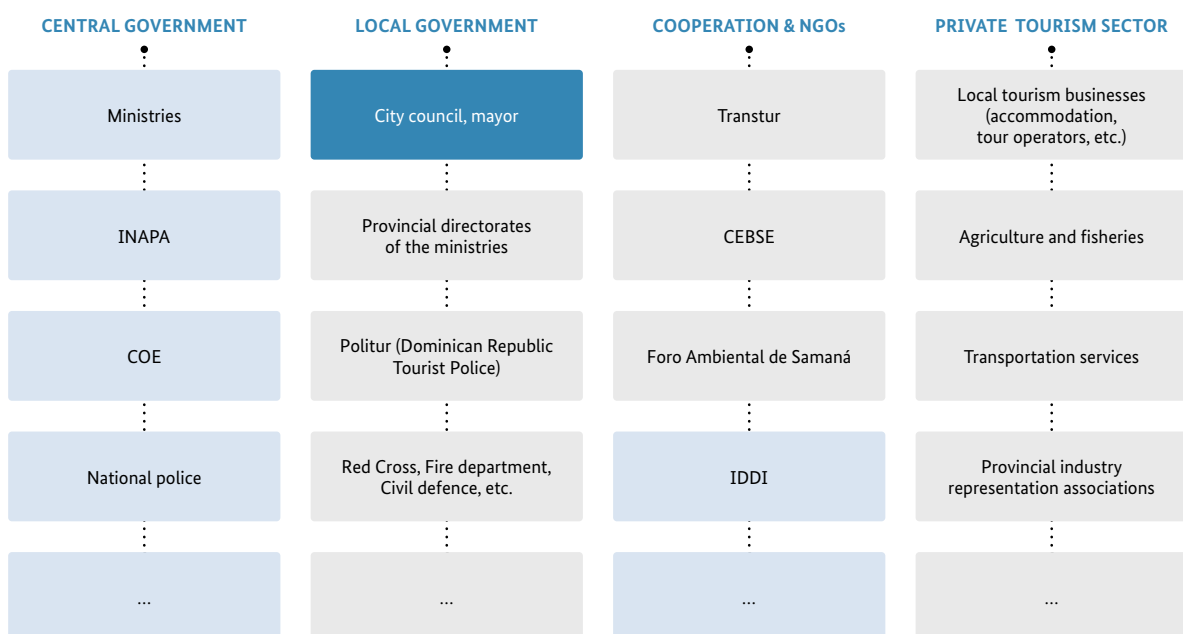 CENTRAL GOVERNMENT
Ministries
INAPA
COE
National police
...
LOCAL GOVERNMENT
City council, mayor
Provincial directorates
of the ministries
Politur (Dominican Republic
Tourist Police)
Red Cross, Fire department,
Civil defence, etc.
...
COOPERATION & NGOs
Transtur
CEBSE
Foro Ambiental de Samaná
IDDI
...
PRIVATE TOURISM SECTOR
Local tourism businesses
(accommodation,
tour operators, etc.)
Agriculture and fisheries
Transportation services
Provincial industry
representation associations
...